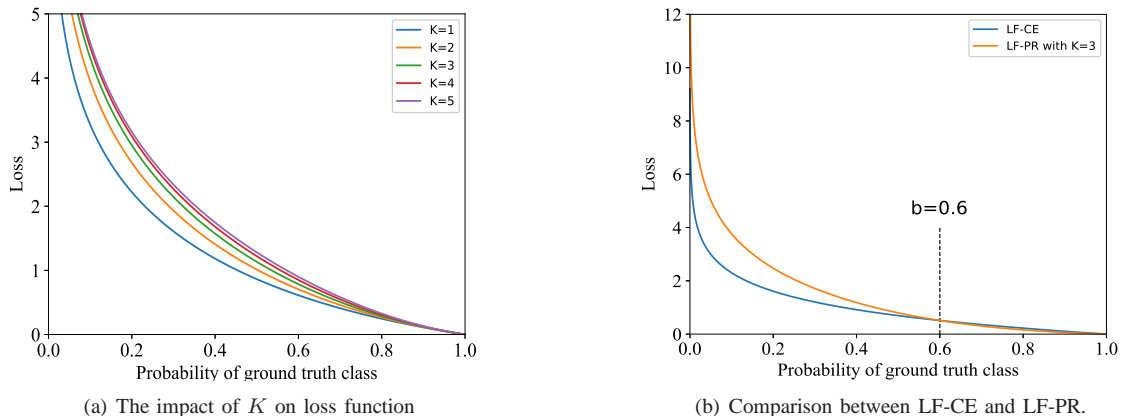 5
4
3
2
1
0
0.0 0.2 0.4 0.6 0.8 1.0
Loss
Probability of ground truth class
K=1
K=2
K=3
K=4
K=5
(a) The impact of K on loss function
12
10
8
6
4
2
0
0.0 0.2 0.4 0.6 0.8 1.0
Loss
Probability of ground truth class
LF-CE
LF-PR with K=3
b=0.6
(b) Comparison between LF-CE and LF-PR.